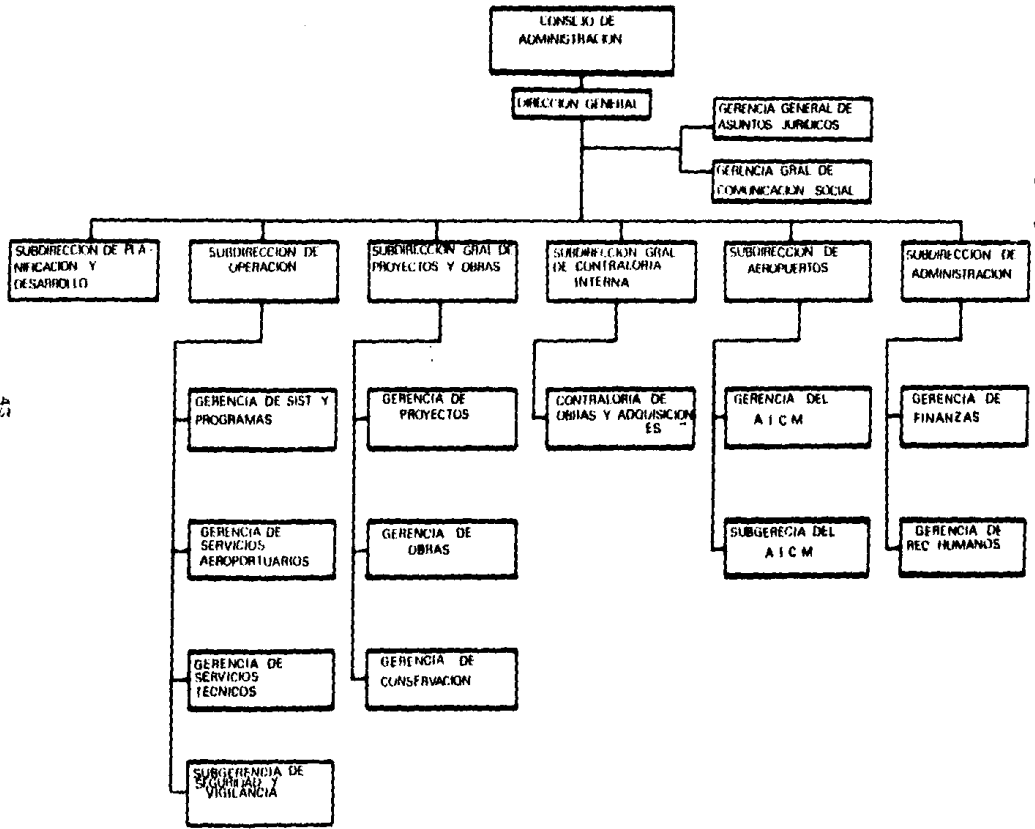 CONSEJO DE
ADMINISTRACION
DIRECCION GENERAL
GERENCIA GENERAL DE
ASUNTOS JURIDICOS
GERENCIA GRAL DE
COMUNICACION SOCIAL
SUBDIRECCION DE PLA-
NIFICACION Y
DESARROLLO
SUBDIRECCION DE
OPERACION
SUBDIRECCION GRAL DE
PROYECTOS Y OBRAS
SUBDIRECCION GRAL
DE CONTRALORIA
INTERNA
SUBDIRECCION DE
AEROPUERTOS
SUBDIRECCION DE
ADMINISTRACION
GERENCIA DE SIST Y
PROGRAMAS
GERENCIA DE
PROYECTOS
CONTRALORIA DE
OBRAS Y ADQUISICION
ES
GERENCIA DEL
A I C M
GERENCIA DE
FINANZAS
GERENCIA DE
SERVICIOS
AEROPORTUARIOS
GERENCIA DE
OBRAS
SUBGERECIA DEL
A I C M
GERENCIA DE
REC HUMANOS
GERENCIA DE
SERVICIOS
TECNICOS
GERENCIA DE
CONSERVACION
SUBGERENCIA DE
SEGURIDAD Y
VIGILANCIA